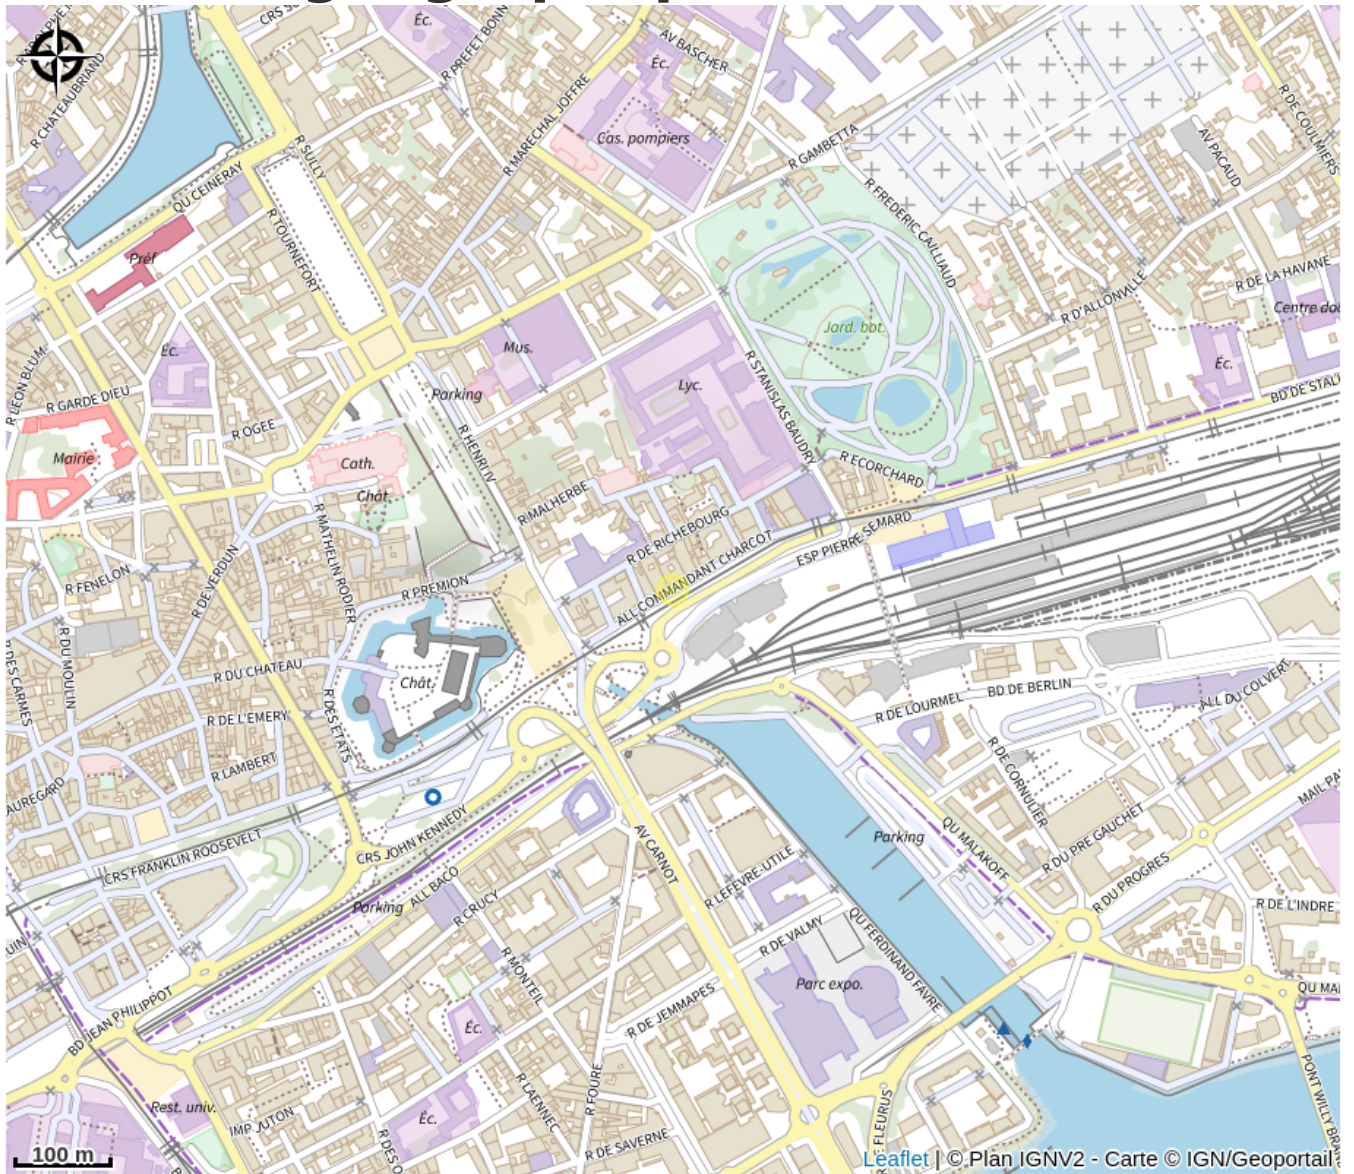 CRS S
Éc.
R PREFET BONN
AV BASCHER
Éc.
R CHATEAUBRIAND
R MARECHAL JOFFRE
Cas. pompiers
R DE COULMIERS
R SULLY
R GAMBETTA
AV PACAUD
QU CEINERAY
R FREDERIC CAILLIAUD
R TOURNEFORT
Préf
R DE LA HAVANE
R D'ALLONVILLE
Centre do
Jord. bot.
Mus.
Éc.
R LEON BLUM
Lyc.
Éc.
R STANISLAS BAUDRY
BD DE STAL
R GARDE DIEU
Parking
R OGEE
R HENRI IV
Mairie
Cath.
R ECORCHARD
Chât.
R MALHERBE
R MATHELIN RODIER
R DE RICHEBOURG
ESP PIERRE SEMARD
ALL COMMANDANT CHARCOT
R FENELON
R DE VERDUN
R PREMION
R DU MOULIN
R DES CARMES
R DU CHATEAU
Chât.
R DES ETATS
R DE L'EMERY
R DE LOURMEL
BD DE BERLIN
ALL DU COLVERT
R LAMBERT
R DE CORNULIER
AUREGARD
MAIL PA
CRS JOHN KENNEDY
CRS FRANKLIN ROOSEVELT
AV CARNOT
Parking
QU MALAKOFF
R DU PRE GAUCHET
R LEFEVRE-UTILE
R DU PROGRES
ALL BACO
Parking
R CRUCY
R DE L'INDRE
R DE VALMY
QU FERDINAND FAVRE
UIN
R MONTEIL
Parc expo.
QU MA
BD JEAN PHILIPPOT
R DE JEMMAPES
Éc.
R LAENNEC
R FOURE
PONT WILLY BRAN
Rest. univ.
IMP JUTON
Éc.
R DES O
R DE SAVERNE
FLEURUS
100 m
Leaflet | © Plan IGNV2 - Carte © IGN/Geoportail